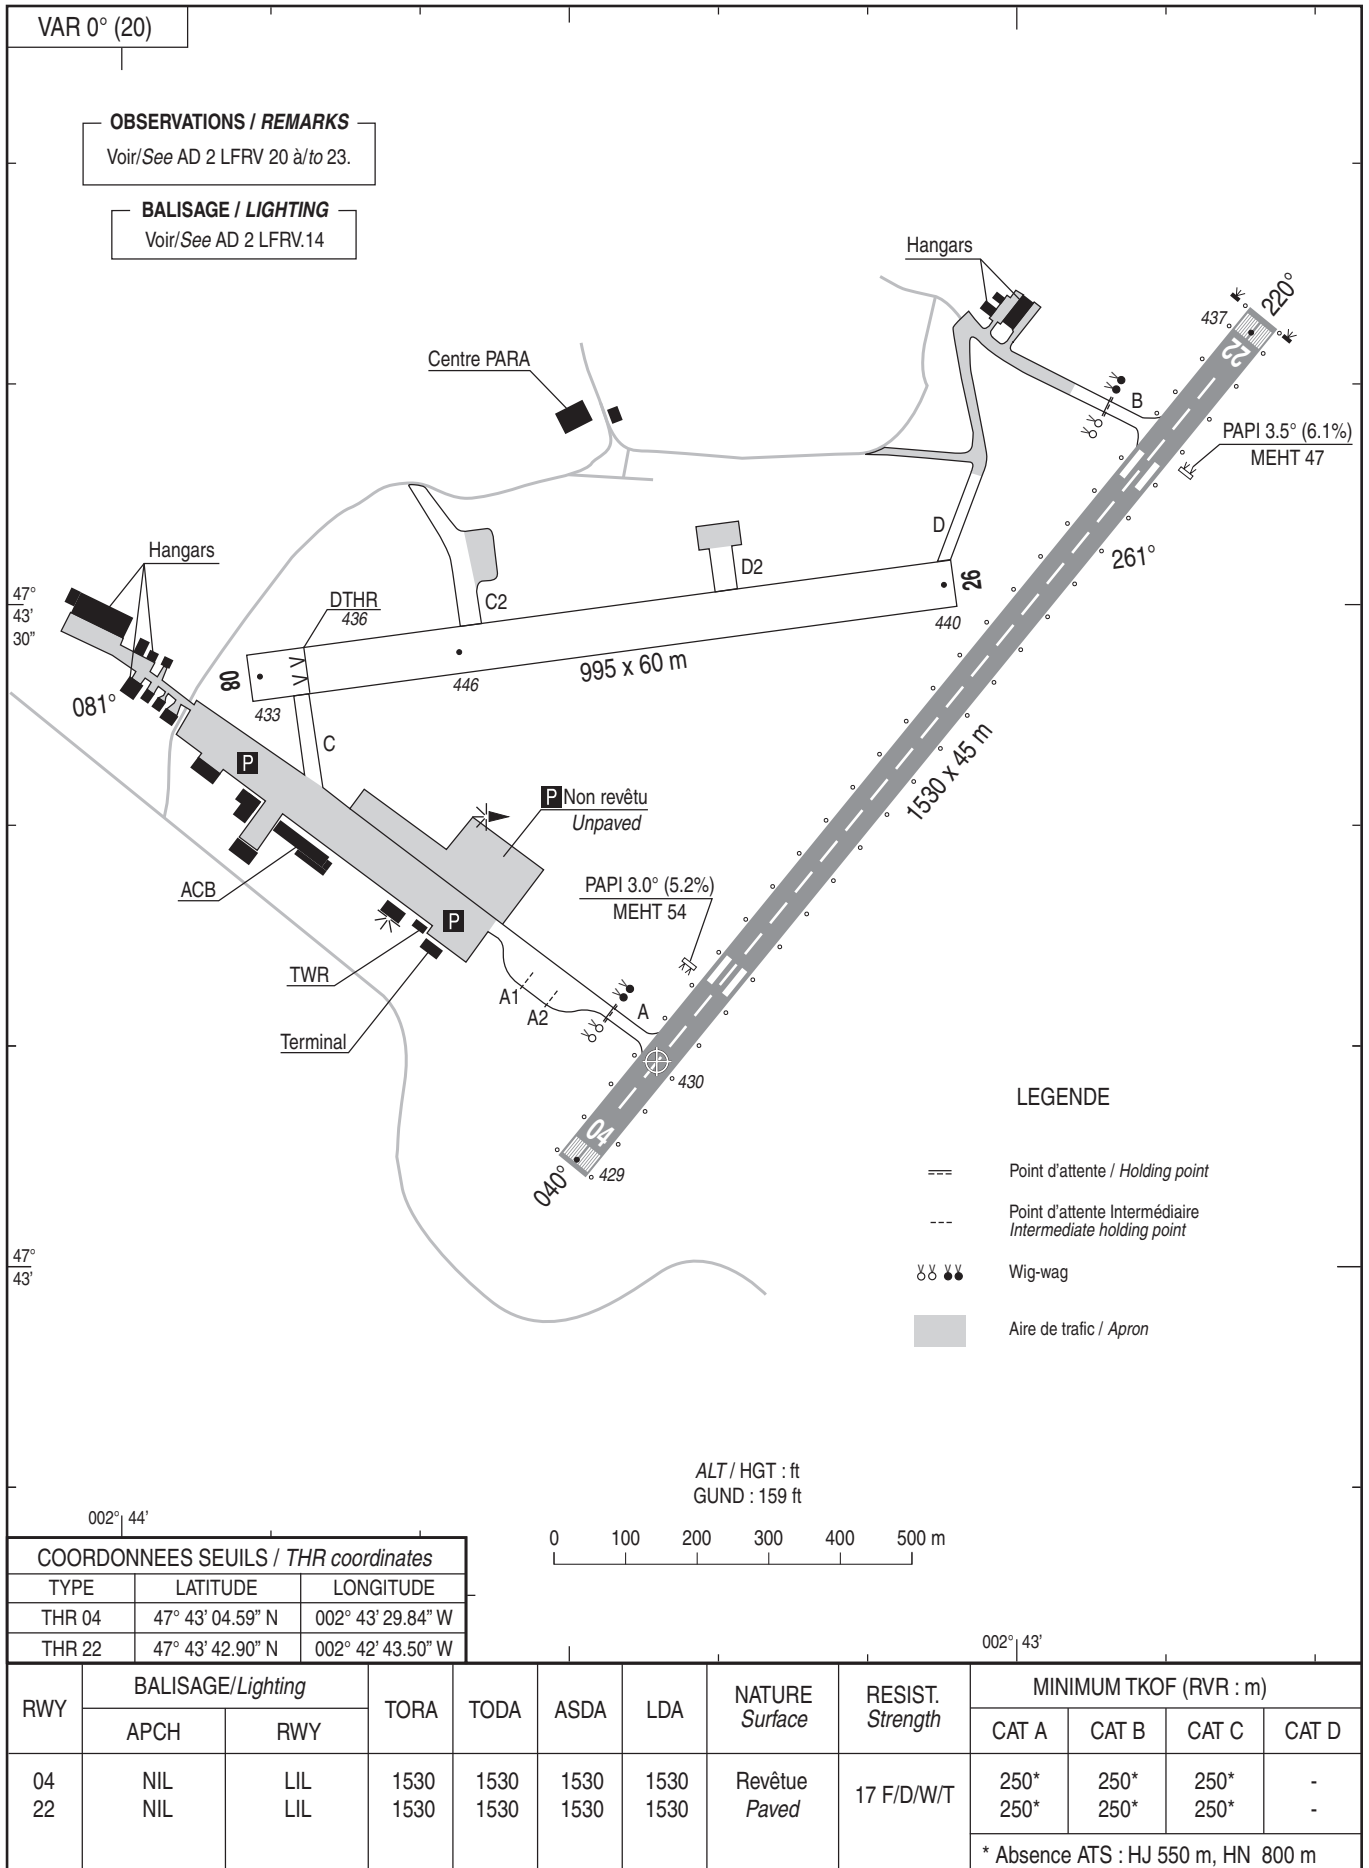 VAR 0° (20)
OBSERVATIONS / REMARKS
Voir/See AD 2 LFRV 20 à/to 23.
BALISAGE / LIGHTING
Voir/See AD 2 LFRV.14
Hangars
437
220°
22
Centre PARA
B
PAPI 3.5° (6.1%)
MEHT 47
Hangars
D
261°
47°
43'
30"
DTHR
436
C2
D2
26
440
08
995 x 60 m
446
081°
433
C
P
1530 x 45 m
P Non revêtu
Unpaved
ACB
PAPI 3.0° (5.2%)
MEHT 54
P
TWR
A1
A2
A
Terminal
430
04
040°
429
LEGENDE
Point d'attente / Holding point
Point d'attente Intermédiaire
Intermediate holding point
47°
43'
Wig-wag
Aire de trafic / Apron
ALT / HGT : ft
GUND : 159 ft
002° 44'
0 100 200 300 400 500 m
COORDONNEES SEUILS / THR coordinates
TYPE LATITUDE LONGITUDE
THR 04 47° 43' 04.59" N 002° 43' 29.84" W
THR 22 47° 43' 42.90" N 002° 42' 43.50" W
002° 43'
RWY BALISAGE/Lighting TORA TODA ASDA LDA NATURE RESIST. MINIMUM TKOF (RVR : m)
Surface Strength
APCH RWY CAT A CAT B CAT C CAT D
04 NIL LIL 1530 1530 1530 1530 Revêtue 17 F/D/W/T 250* 250* 250* -
22 NIL LIL 1530 1530 1530 1530 Paved 250* 250* 250* -
* Absence ATS : HJ 550 m, HN 800 m